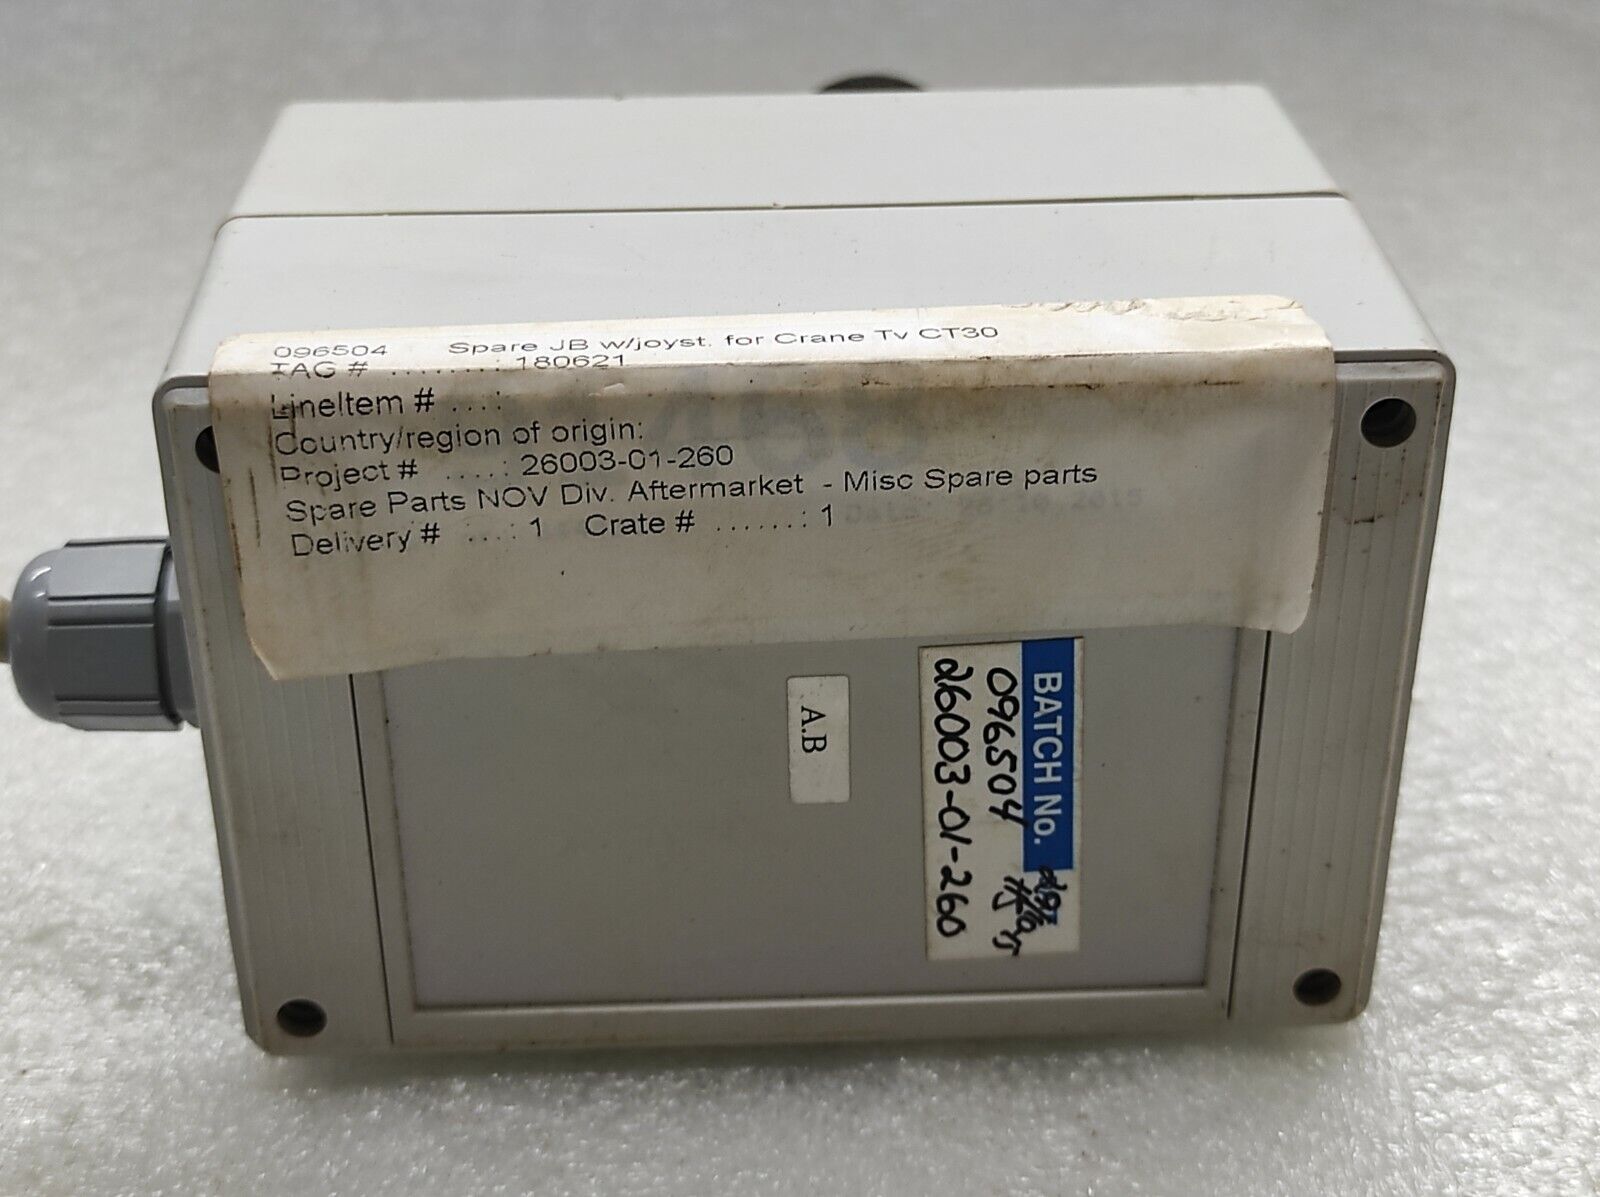 096504 Spare JB w/joyst. for Crane Tv CT30
TAG # .......: 180621
LineItem # ....:
Country/region of origin:
Project # .....: 26003-01-260
Spare Parts NOV Div. Aftermarket - Misc Spare parts
Delivery # ....: 1 Crate # .......: 1
A.B
BATCH No.
096504
26003-01-260